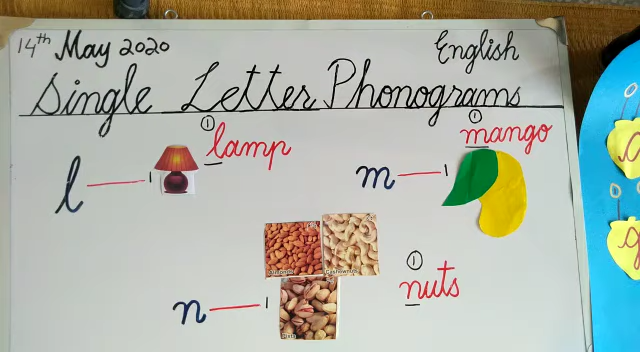 14th May 2020 English
Single Letter Phonograms
l — 1 ① lamp
m — 1 ① mango
n — 1 ① nuts